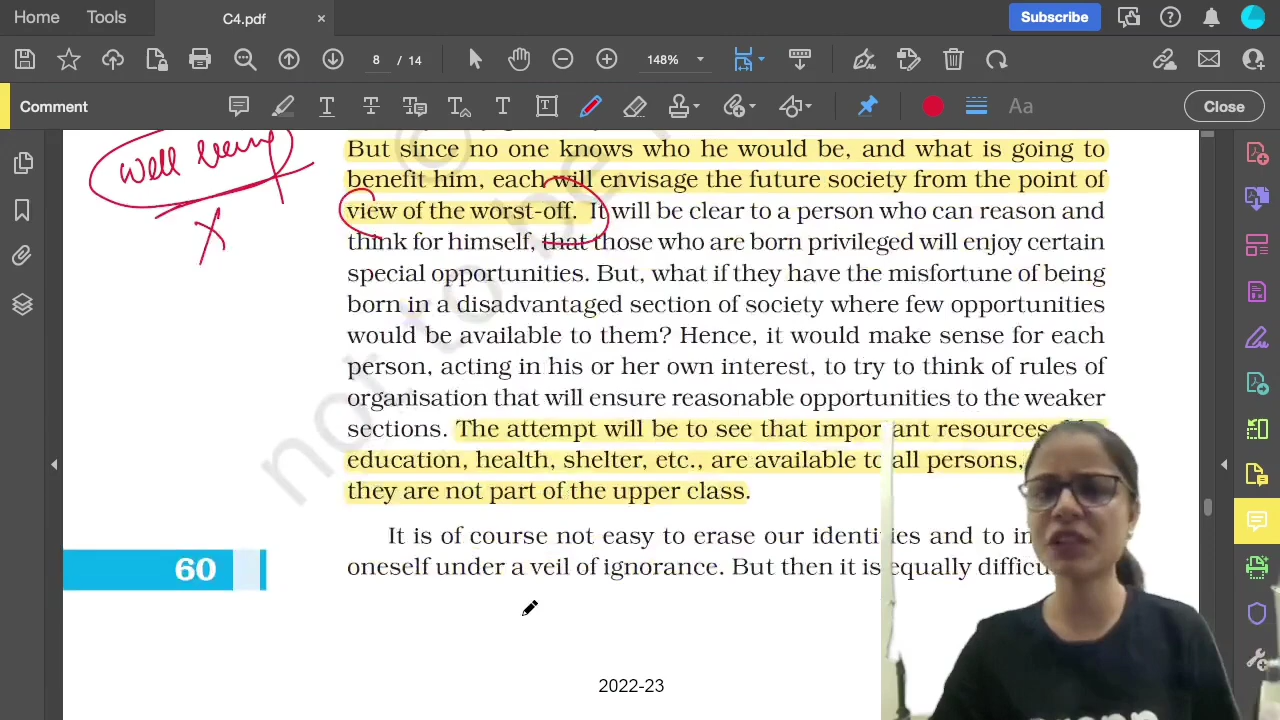 Home Tools C4.pdf × Subscribe
8 / 14 148% Aa
Comment Close
well being
X
But since no one knows who he would be, and what is going to
benefit him, each will envisage the future society from the point of
view of the worst-off. It will be clear to a person who can reason and
think for himself, that those who are born privileged will enjoy certain
special opportunities. But, what if they have the misfortune of being
born in a disadvantaged section of society where few opportunities
would be available to them? Hence, it would make sense for each
person, acting in his or her own interest, to try to think of rules of
organisation that will ensure reasonable opportunities to the weaker
sections. The attempt will be to see that important resources
education, health, shelter, etc., are available to all persons,
they are not part of the upper class.
It is of course not easy to erase our identities and to
oneself under a veil of ignorance. But then it is equally
60
2022-23
not to be